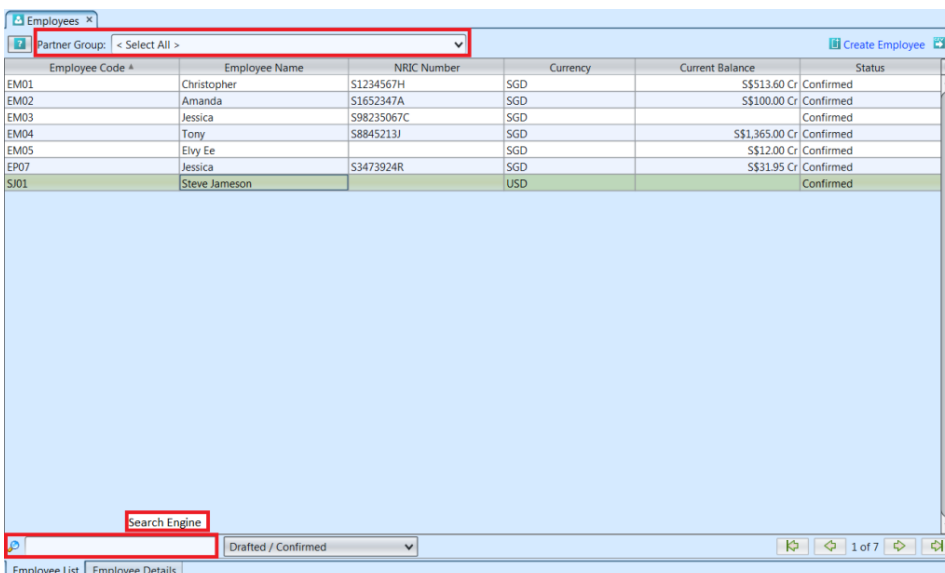 Employees ×
? Partner Group: < Select All > Create Employee
Employee Code Employee Name NRIC Number Currency Current Balance Status
EM01 Christopher S1234567H SGD S$513.60 Cr Confirmed
EM02 Amanda S1652347A SGD S$100.00 Cr Confirmed
EM03 Jessica S98235067C SGD Confirmed
EM04 Tony S8845213J SGD S$1,365.00 Cr Confirmed
EM05 Elvy Ee SGD S$12.00 Cr Confirmed
EP07 Jessica S3473924R SGD S$31.95 Cr Confirmed
SJ01 Steve Jameson USD Confirmed
Search Engine
Drafted / Confirmed 1 of 7
Employee List Employee Details